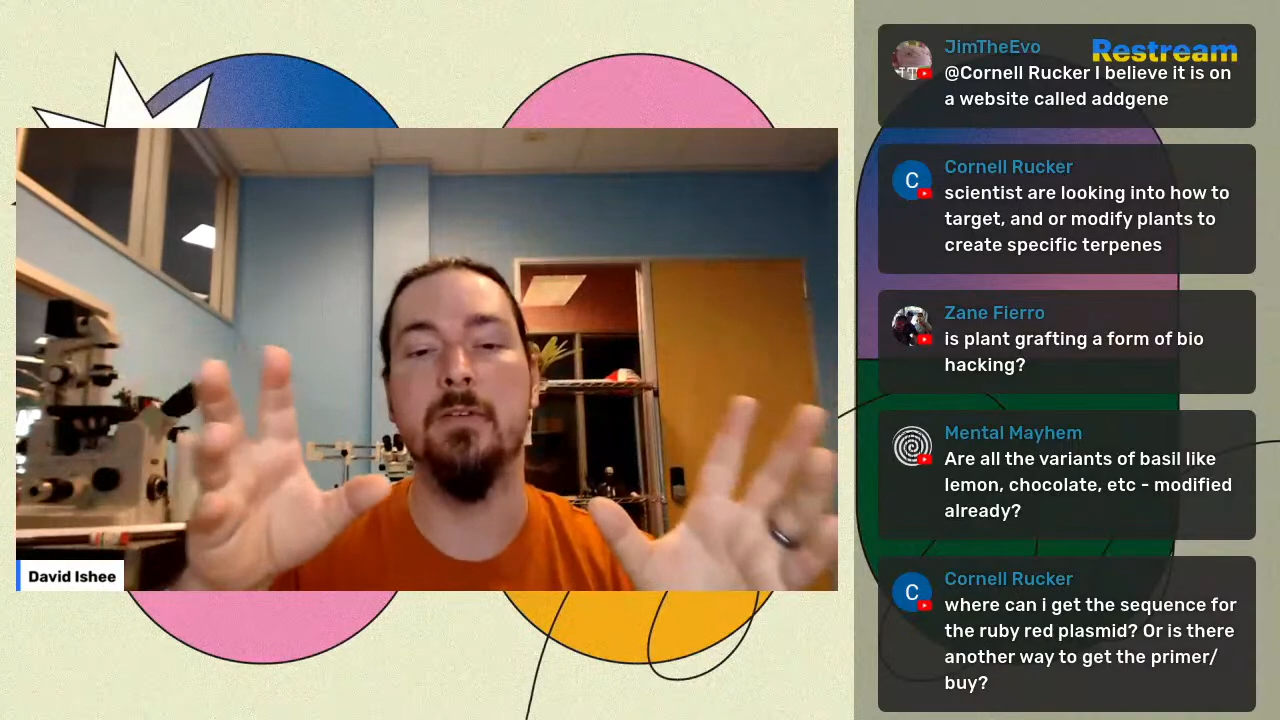 JimTheEvo
Restream
@Cornell Rucker I believe it is on
a website called addgene
Cornell Rucker
C
scientist are looking into how to
target, and or modify plants to
create specific terpenes
Zane Fierro
is plant grafting a form of bio
hacking?
Mental Mayhem
Are all the variants of basil like
lemon, chocolate, etc - modified
already?
David Ishee
Cornell Rucker
C
where can i get the sequence for
the ruby red plasmid? Or is there
another way to get the primer/
buy?